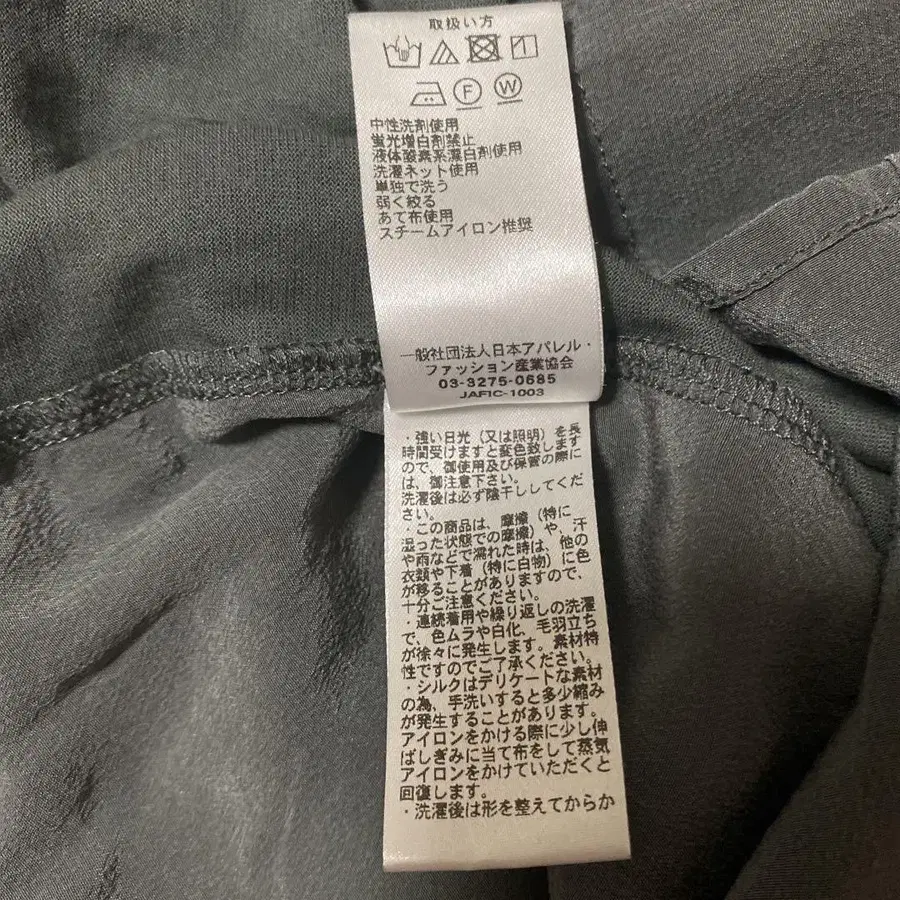 取扱い方
F W
中性洗剤使用
蛍光増白剤禁止
液体酸素系漂白剤使用
洗濯ネット使用
単独で洗う
弱く絞る
あて布使用
スチームアイロン推奨
一般社団法人日本アパレル・
ファッション産業協会
03-3275-0685
JAFIC-1003
・強い日光（又は照明）を長
時間受けますと変色致します
ので、御使用及び保管の際に
は、御注意下さい。
洗濯後は必ず陰干ししてくだ
さい。
・この商品は、摩擦（特に
湿った状態での摩擦）や、汗
や雨などで濡れた時は、他の
衣類や下着（特に白物）に色
が移ることがありますので、
十分ご注意ください。
・連続着用や繰り返しの洗濯
で、色ムラや白化、毛羽立ち
が徐々に発生します。素材特
性ですのでご了承ください。
・シルクはデリケートな素材
の為、手洗いすると多少縮み
が発生することがあります。
アイロンをかける際に少し伸
ばしぎみに当て布をして蒸気
アイロンをかけていただくと
回復します。
・洗濯後は形を整えてからか